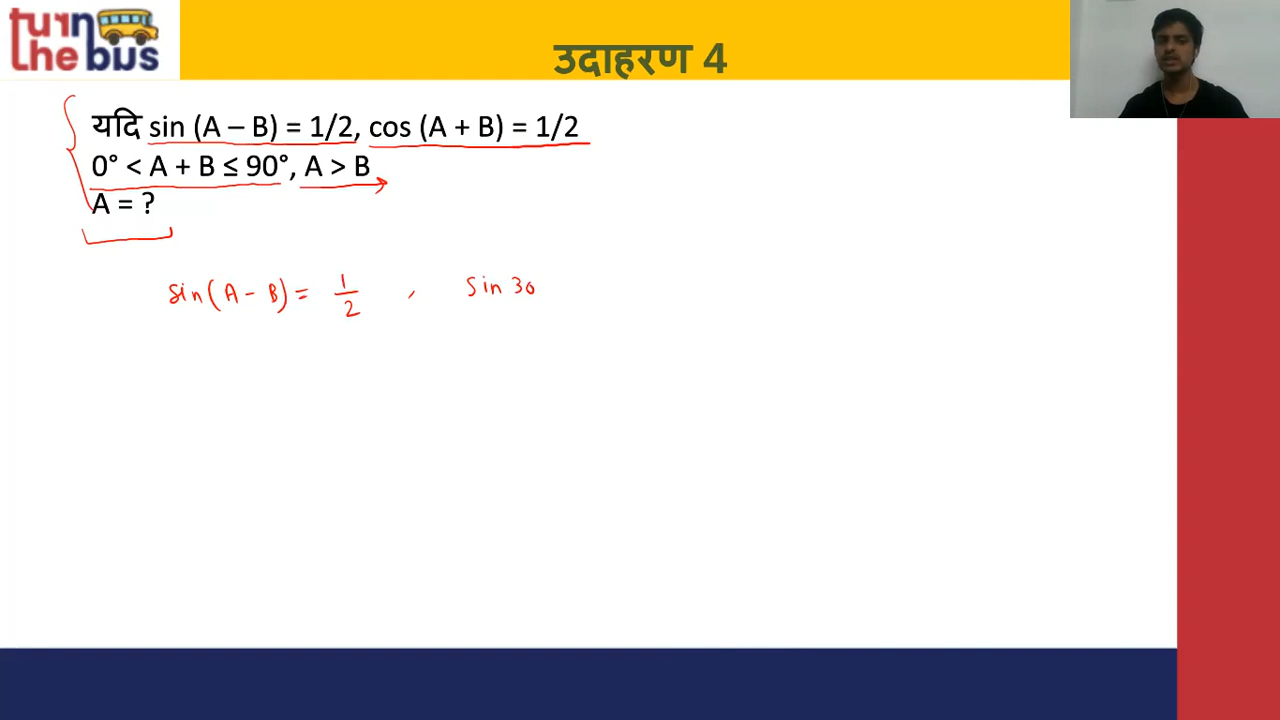 turn
the bus
उदाहरण 4
यदि sin (A – B) = 1/2, cos (A + B) = 1/2
0° < A + B ≤ 90°, A > B
A = ?
sin(A - B) = 1/2 , sin 30